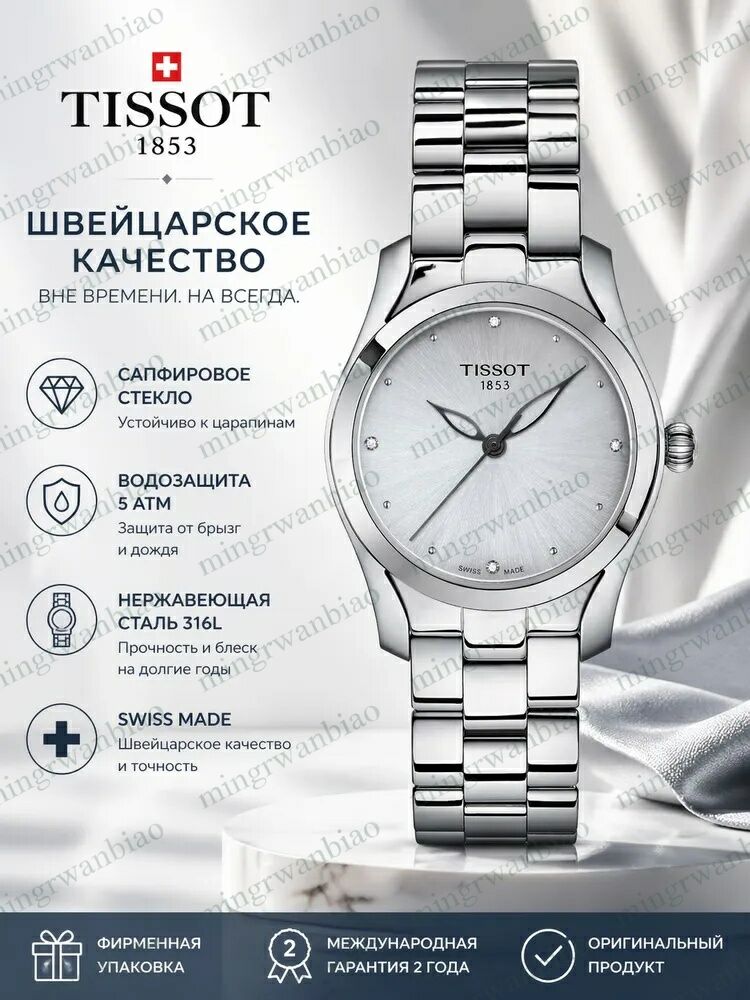 TISSOT
1853
ШВЕЙЦАРСКОЕ
КАЧЕСТВО
ВНЕ ВРЕМЕНИ. НА ВСЕГДА.
САПФИРОВОЕ
СТЕКЛО
Устойчиво к царапинам
ВОДОЗАЩИТА
5 ATM
Защита от брызг
и дождя
НЕРЖАВЕЮЩАЯ
СТАЛЬ 316L
Прочность и блеск
на долгие годы
SWISS MADE
Швейцарское качество
и точность
TISSOT
1853
SWISS MADE
ФИРМЕННАЯ
УПАКОВКА
2
МЕЖДУНАРОДНАЯ
ГАРАНТИЯ 2 ГОДА
ОРИГИНАЛЬНЫЙ
ПРОДУКТ
mingrwanbiao